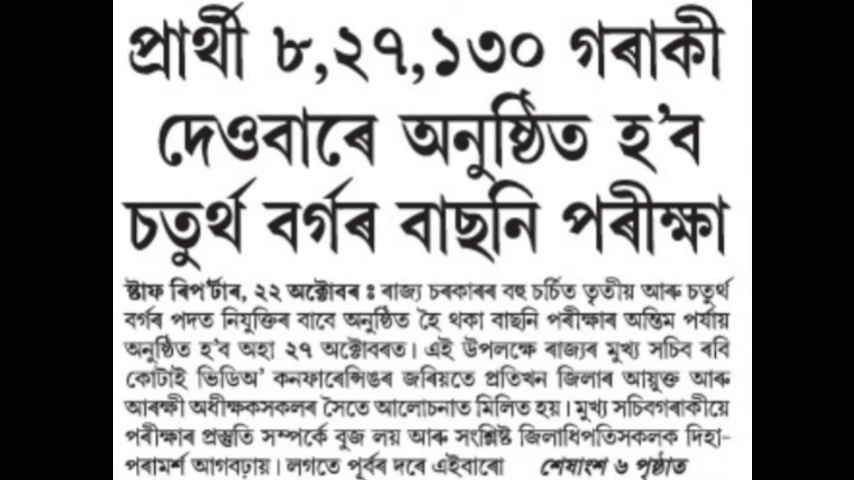 প্ৰাৰ্থী ৮,২৭,১৩০ গৰাকী
দেওবাৰে অনুষ্ঠিত হ'ব
চতুৰ্থ বৰ্গৰ বাছনি পৰীক্ষা
ষ্টাফ ৰিপ'ৰ্টাৰ, ২২ অক্টোবৰ ঃ ৰাজ্য চৰকাৰৰ বহু চৰ্চিত তৃতীয় আৰু চতুৰ্থ
বৰ্গৰ পদত নিযুক্তিৰ বাবে অনুষ্ঠিত হৈ থকা বাছনি পৰীক্ষাৰ অন্তিম পৰ্যায়
অনুষ্ঠিত হ'ব অহা ২৭ অক্টোবৰত। এই উপলক্ষে ৰাজ্যৰ মুখ্য সচিব ৰবি
কোটাই ভিডিঅ' কনফাৰেন্সিঙৰ জৰিয়তে প্ৰতিখন জিলাৰ আয়ুক্ত আৰু
আৰক্ষী অধীক্ষকসকলৰ সৈতে আলোচনাত মিলিত হয়। মুখ্য সচিবগৰাকীয়ে
পৰীক্ষাৰ প্ৰস্তুতি সম্পৰ্কে বুজ লয় আৰু সংশ্লিষ্ট জিলাধিপতিসকলক দিহা-
পৰামৰ্শ আগবঢ়ায়। লগতে পূৰ্বৰ দৰে এইবাৰো শেষাংশ ৬ পৃষ্ঠাত